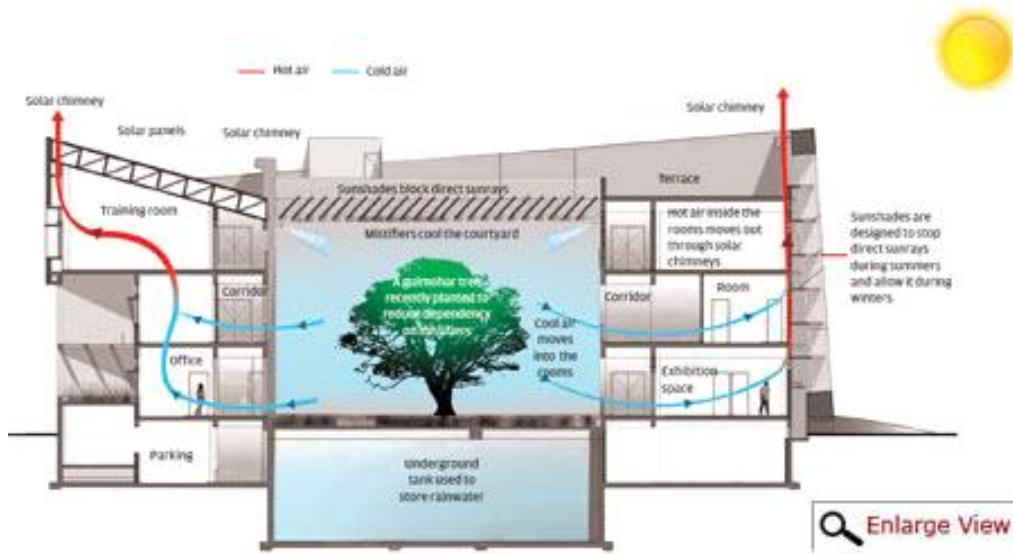 Hot air
Cold air
Solar chimney
Solar panels
Solar chimney
Solar chimney
Sunshades block direct sunrays
Terrace
Training room
Mistifiers cool the courtyard
Hot air inside the
rooms moves out
through solar
chimneys
Sunshades are
designed to stop
direct sunrays
during summers
and allow it during
winters.
A gulmohar tree
recently planted to
reduce dependency
on mistifiers
Corridor
Corridor
Room
Cool air
moves
into the
rooms
Office
Exhibition
space
Parking
Underground
tank used to
store rainwater
Enlarge View